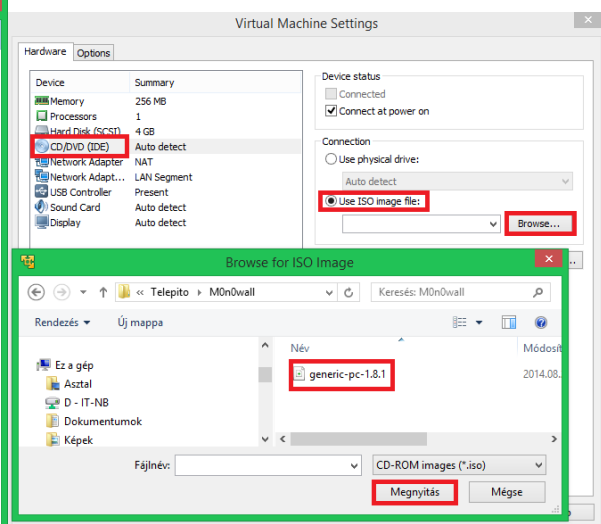 Virtual Machine Settings
Hardware
Options
Device Summary
Memory 256 MB
Processors 1
Hard Disk (SCSI) 4 GB
CD/DVD (IDE) Auto detect
Network Adapter NAT
Network Adapt... LAN Segment
USB Controller Present
Sound Card Auto detect
Display Auto detect
Device status
Connected
Connect at power on
Connection
Use physical drive:
Auto detect
Use ISO image file:
Browse...
Browse for ISO Image
« Telepito M0n0wall
Keresés: M0n0wall
Rendezés
Új mappa
Ez a gép
Asztal
D - IT-NB
Dokumentumok
Képek
Név
generic-pc-1.8.1
2014.08.
Fájlnév:
CD-ROM images (*.iso)
Megnyitás
Mégse